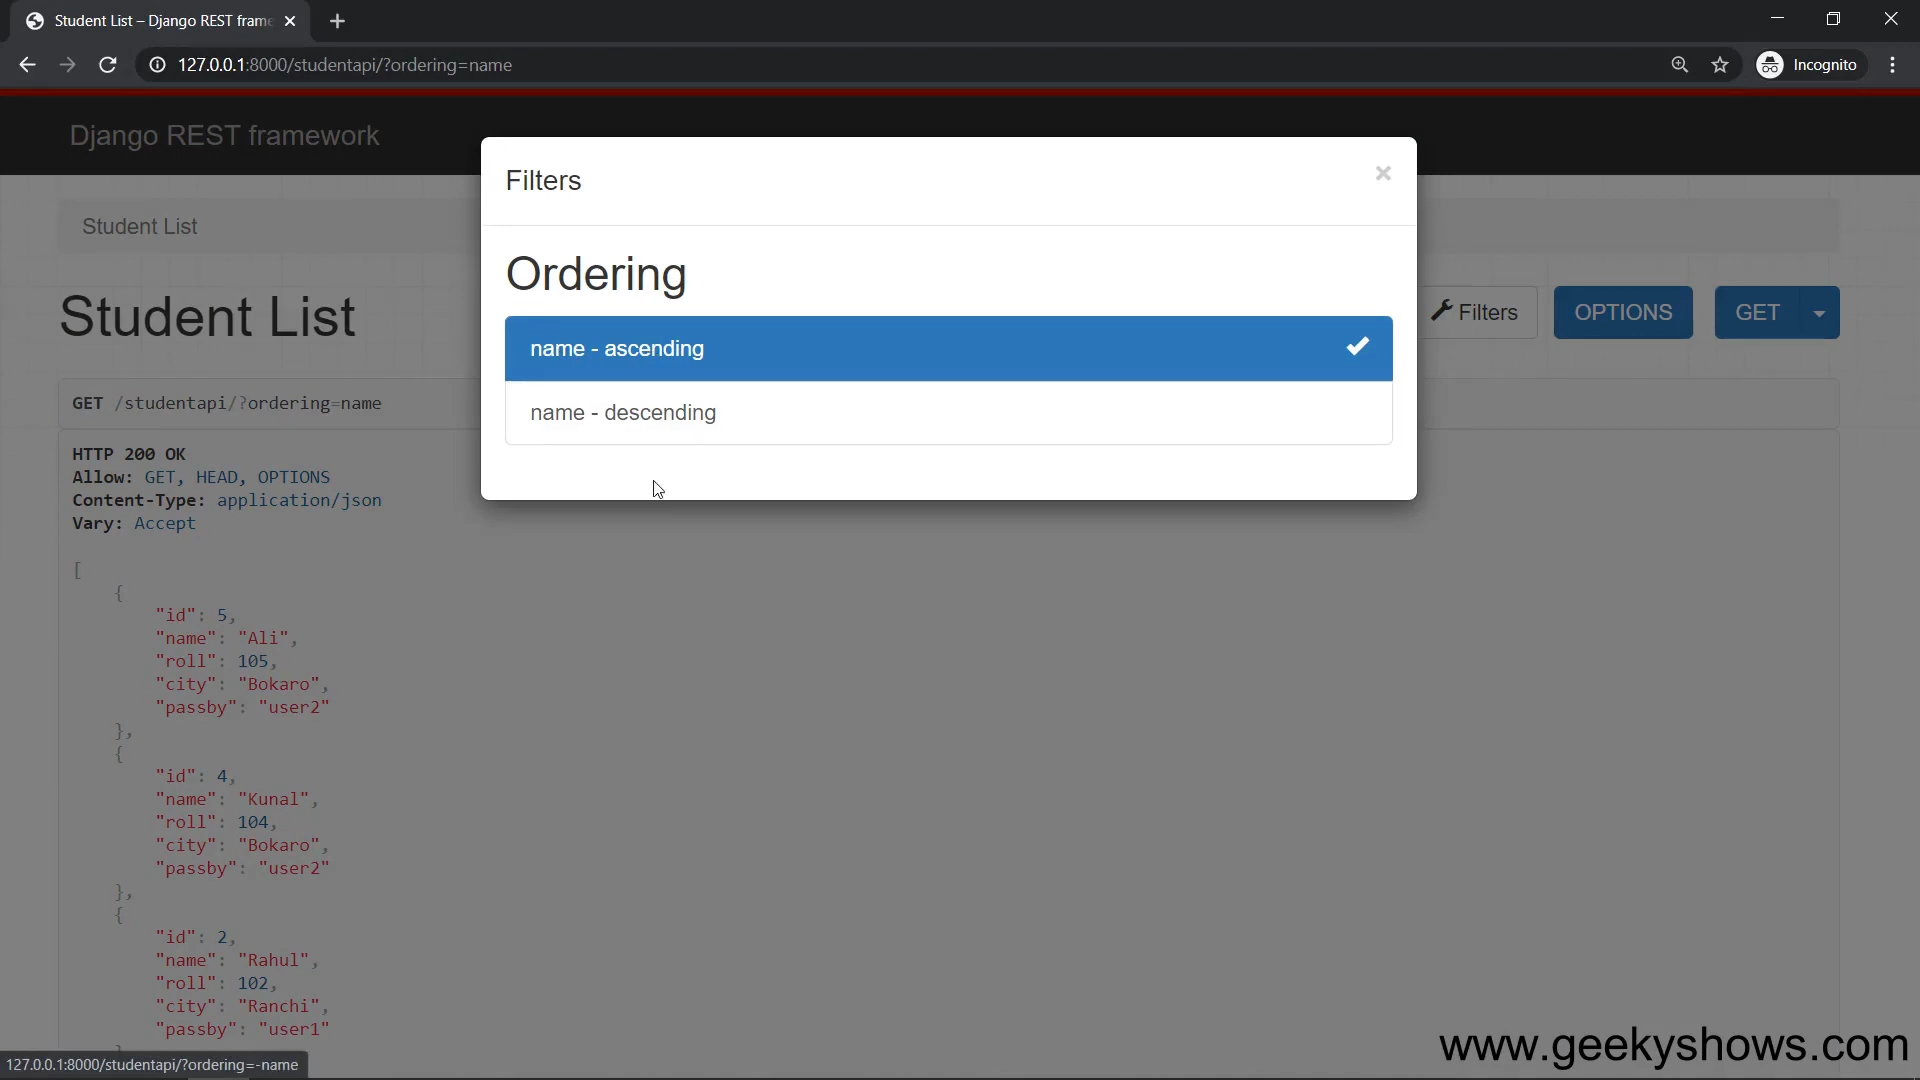 Student List – Django REST frame
127.0.0.1:8000/studentapi/?ordering=name
Incognito
Django REST framework
Filters
Student List
Ordering
Student List
Filters
OPTIONS
GET
name - ascending
name - descending
GET /studentapi/?ordering=name
HTTP 200 OK
Allow: GET, HEAD, OPTIONS
Content-Type: application/json
Vary: Accept
[
{
"id": 5,
"name": "Ali",
"roll": 105,
"city": "Bokaro",
"passby": "user2"
},
{
"id": 4,
"name": "Kunal",
"roll": 104,
"city": "Bokaro",
"passby": "user2"
},
{
"id": 2,
"name": "Rahul",
"roll": 102,
"city": "Ranchi",
"passby": "user1"
www.geekyshows.com
127.0.0.1:8000/studentapi/?ordering=-name